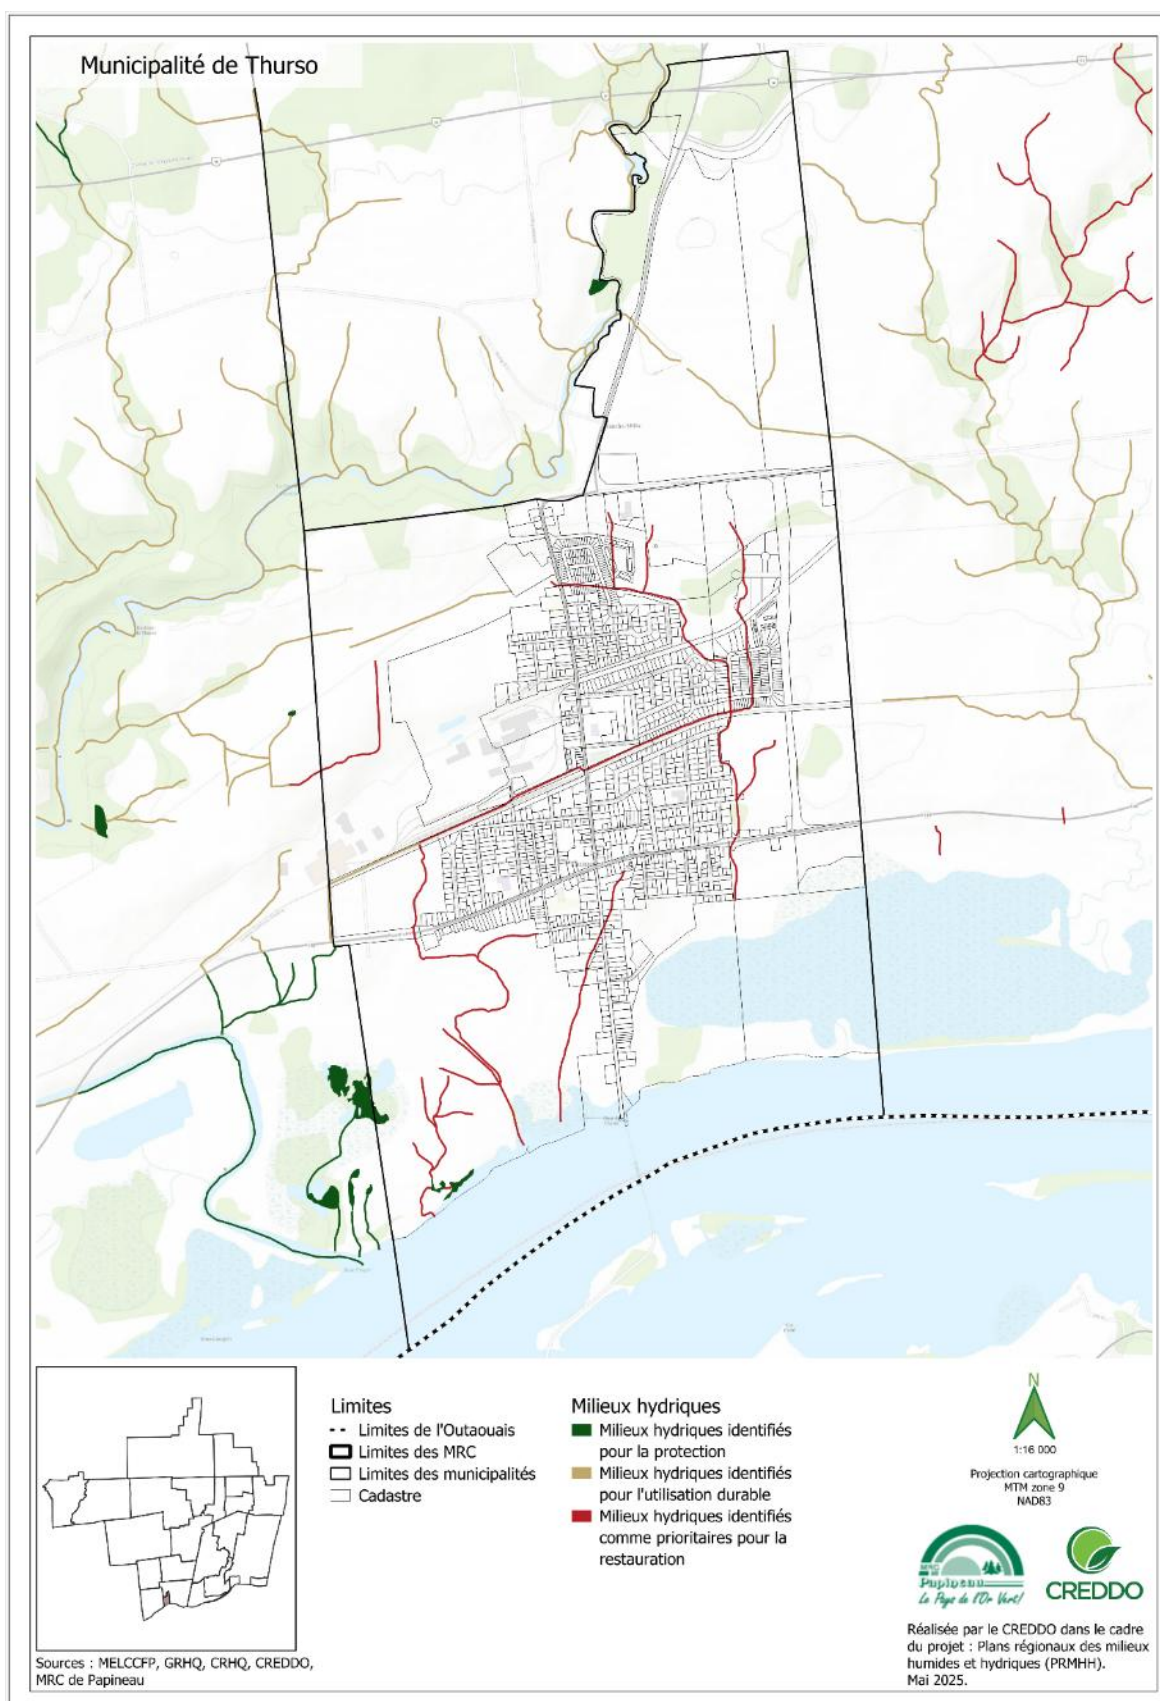 Municipalité de Thurso
Limites
Limites de l'Outaouais
Limites des MRC
Limites des municipalités
Cadastre
Milieux hydriques
Milieux hydriques identifiés
pour la protection
Milieux hydriques identifiés
pour l'utilisation durable
Milieux hydriques identifiés
comme prioritaires pour la
restauration
N
1:16 000
Projection cartographique
MTM zone 9
NAD83
MRC de
Papineau
Le Pays de l'Or Vert!
CREDDO
Réalisée par le CREDDO dans le cadre
du projet : Plans régionaux des milieux
humides et hydriques (PRMHH).
Mai 2025.
Sources : MELCCFP, GRHQ, CRHQ, CREDDO,
MRC de Papineau